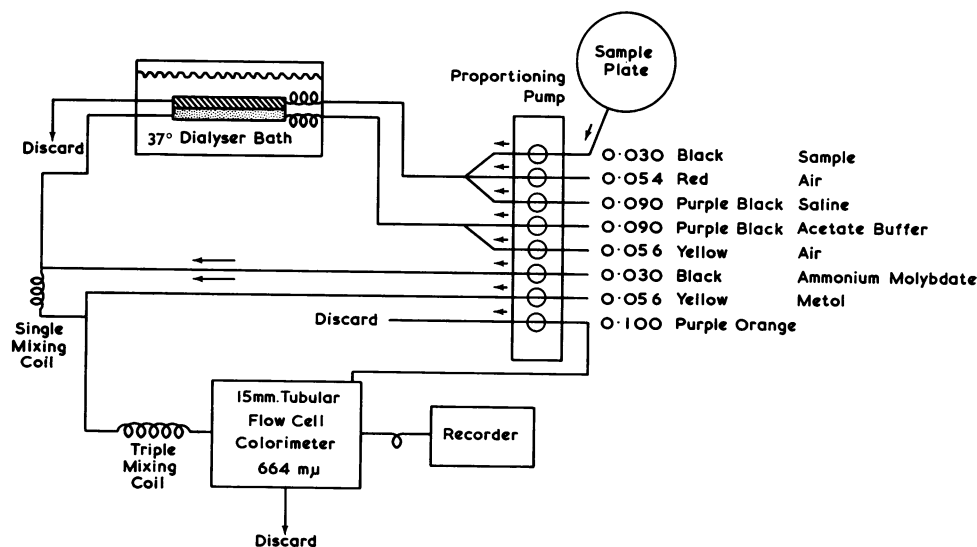 Sample
Plate
Proportioning
Pump
37° Dialyser Bath
Discard
0·030 Black Sample
0·054 Red Air
0·090 Purple Black Saline
0·090 Purple Black Acetate Buffer
0·056 Yellow Air
0·030 Black Ammonium Molybdate
0·056 Yellow Metol
0·100 Purple Orange
Discard
Single
Mixing
Coil
15mm. Tubular
Flow Cell
Colorimeter
664 mμ
Recorder
Triple
Mixing
Coil
Discard